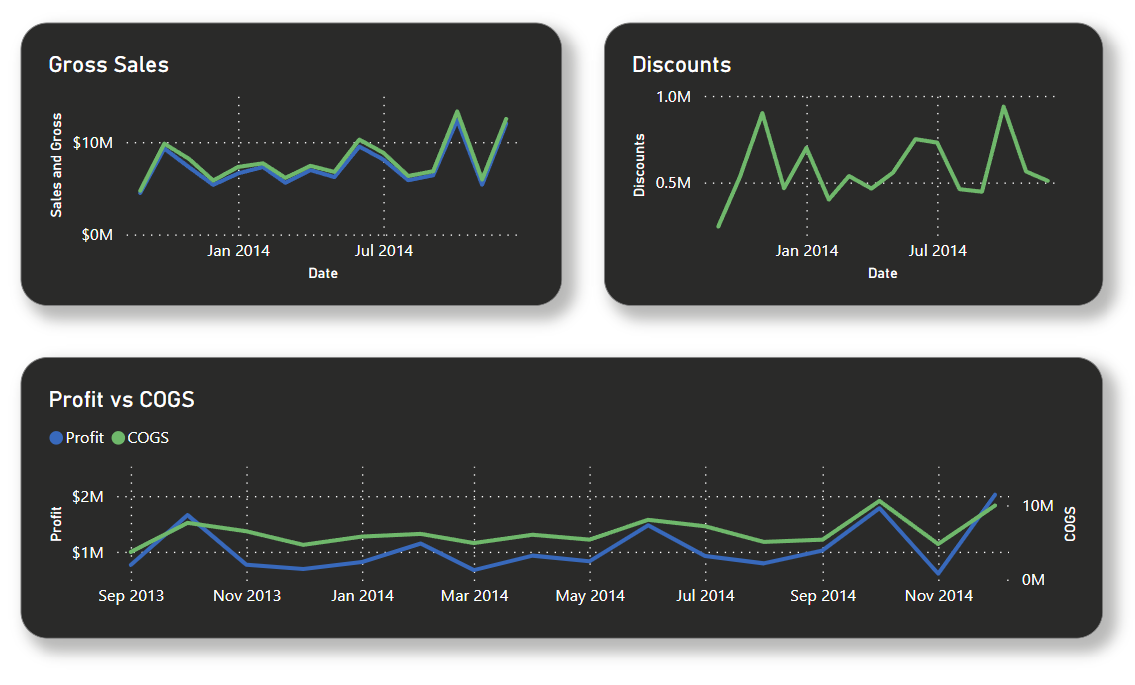 Gross Sales
Sales and Gross
$10M
$0M
Jan 2014 Jul 2014
Date
Discounts
Discounts
1.0M
0.5M
Jan 2014 Jul 2014
Date
Profit vs COGS
Profit COGS
Profit
$2M
$1M
10M
0M
COGS
Sep 2013 Nov 2013 Jan 2014 Mar 2014 May 2014 Jul 2014 Sep 2014 Nov 2014